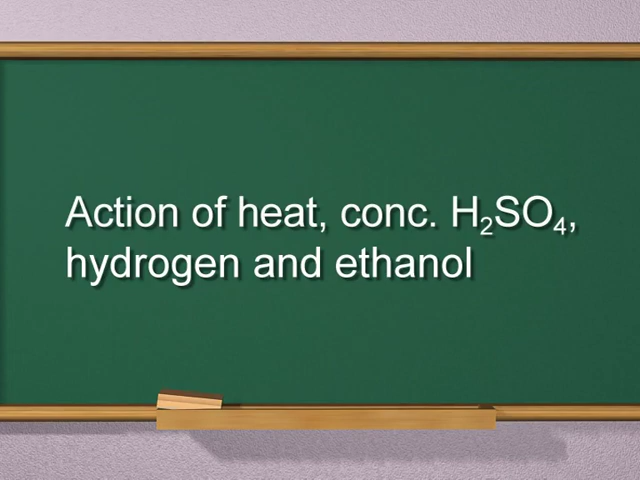 Action of heat, conc. H₂SO₄,
hydrogen and ethanol